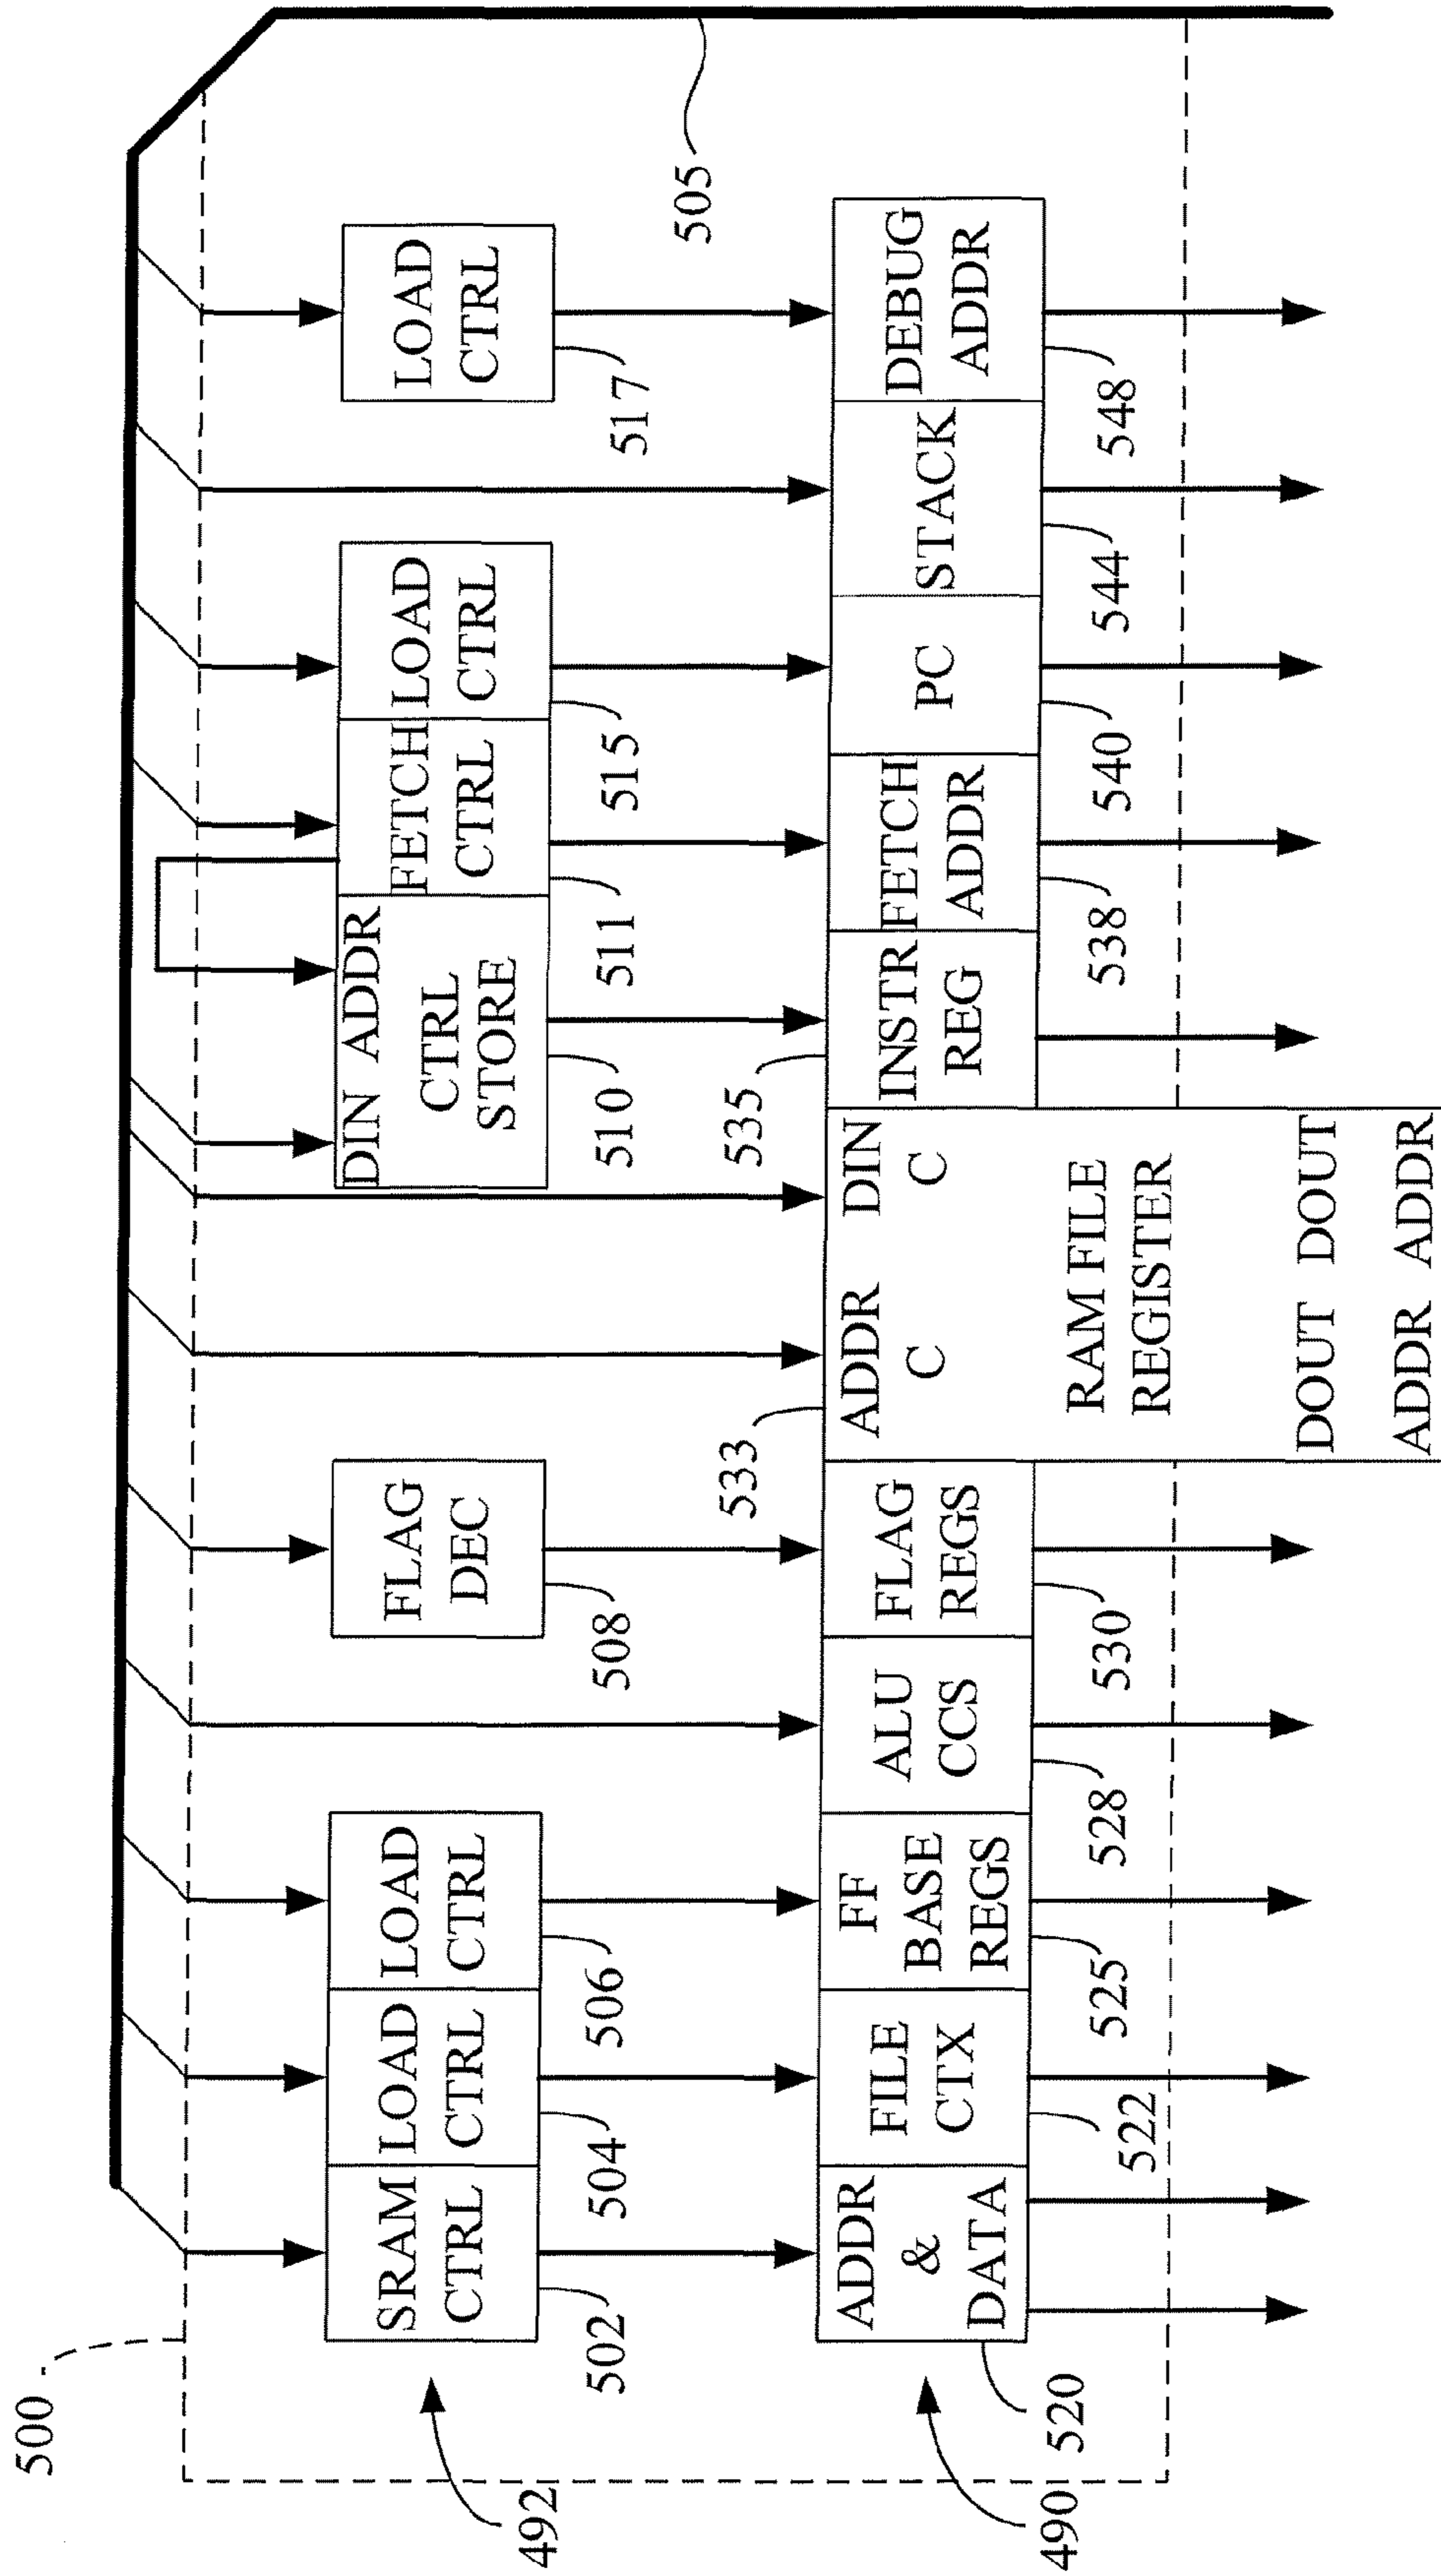 500
492
490
SRAM
CTRL
502
LOAD
CTRL
504
LOAD
CTRL
506
FLAG
DEC
508
DIN ADDR
CTRL
STORE
510
FETCH
CTRL
511
LOAD
CTRL
515
LOAD
CTRL
517
505
ADDR
&
DATA
520
FILE
CTX
522
FF
BASE
REGS
525
ALU
CCS
528
FLAG
REGS
530
533
ADDR DIN
C C
RAM FILE
REGISTER
DOUT DOUT
ADDR ADDR
535
INSTR
REG
FETCH
ADDR
538
PC
540
STACK
544
DEBUG
ADDR
548